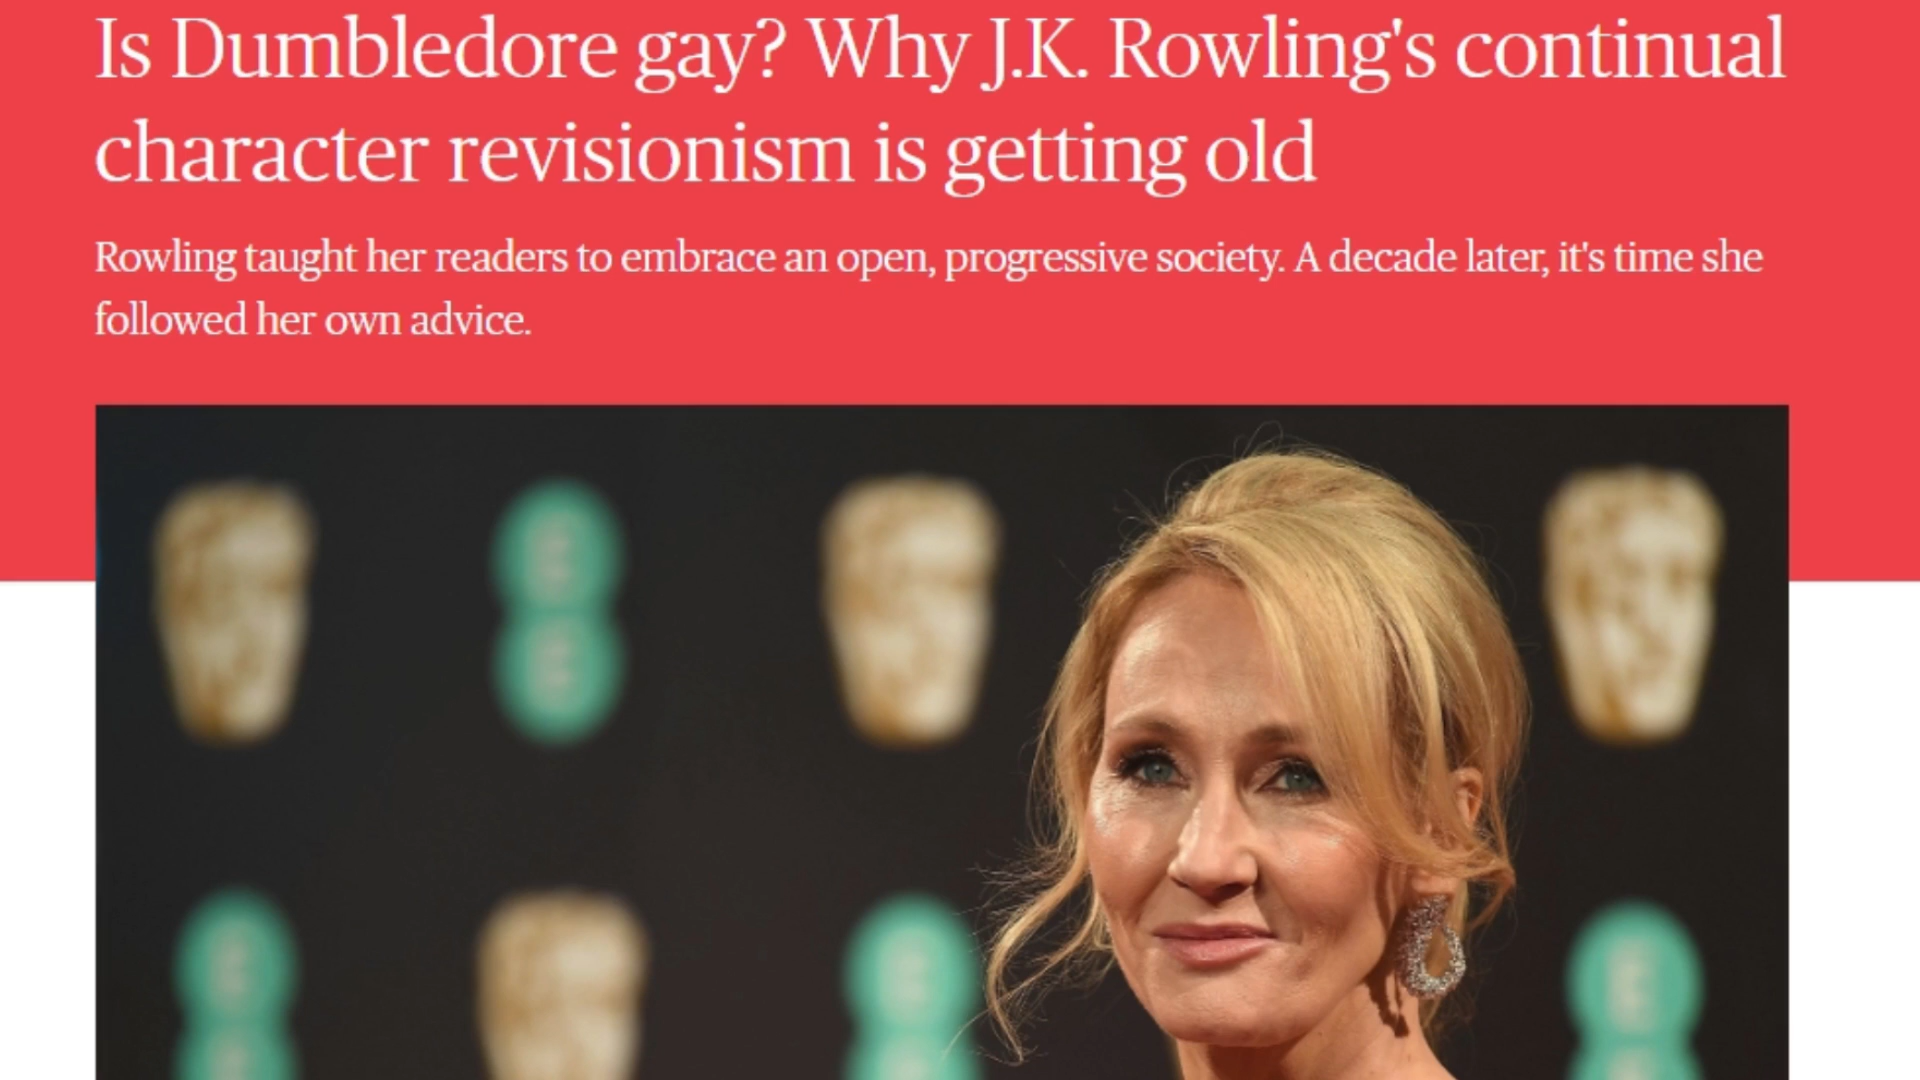 Is Dumbledore gay? Why J.K. Rowling's continual
character revisionism is getting old
Rowling taught her readers to embrace an open, progressive society. A decade later, it's time she
followed her own advice.